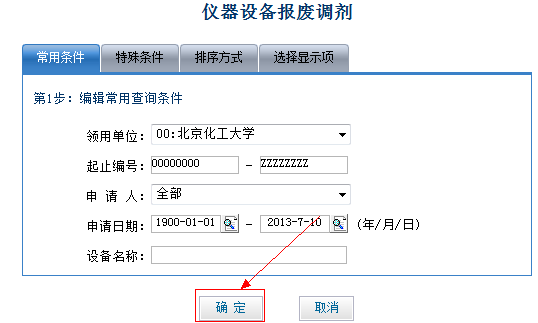 仪器设备报废调剂
常用条件 特殊条件 排序方式 选择显示项
第1步: 编辑常用查询条件
领用单位: 00:北京化工大学
起止编号: 00000000 - ZZZZZZZZ
申 请 人: 全部
申请日期: 1900-01-01 - 2013-7-10 (年/月/日)
设备名称:
确 定 取消